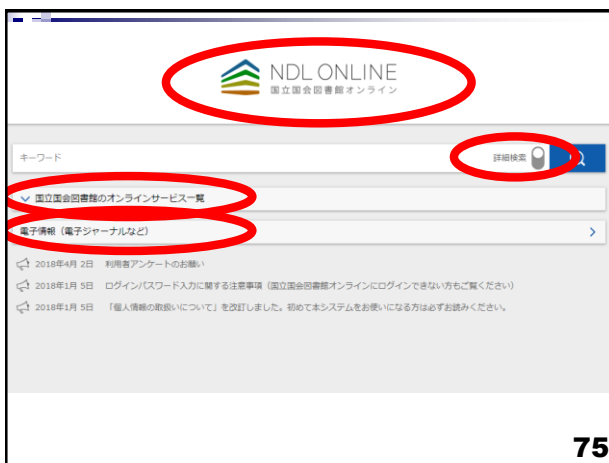 NDL ONLINE
国立国会図書館オンライン
キーワード
詳細検索
国立国会図書館のオンラインサービス一覧
電子情報（電子ジャーナルなど）
2018年4月 2日 利用者アンケートのお願い
2018年1月 5日 ログインパスワード入力に関する注意事項（国立国会図書館オンラインにログインできない方もご覧ください）
2018年1月 5日 「個人情報の取扱いについて」を改訂しました。初めて本システムをお使いになる方は必ずお読みください。
75